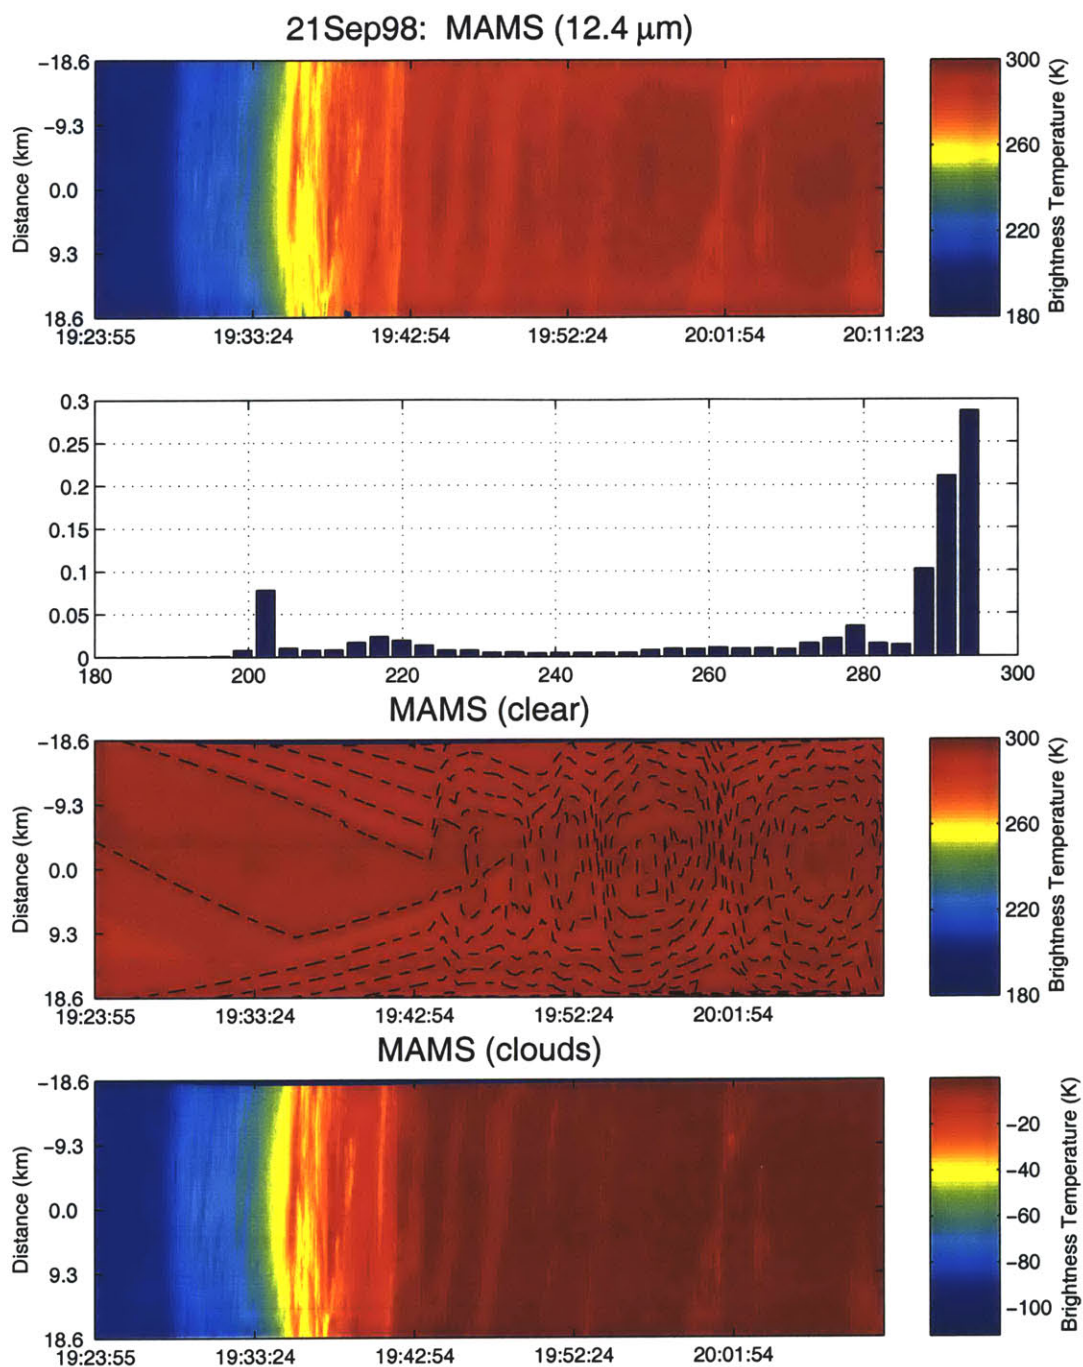 21Sep98: MAMS (12.4 μm)
Distance (km)
−18.6
−9.3
0.0
9.3
18.6
19:23:55 19:33:24 19:42:54 19:52:24 20:01:54 20:11:23
300
260
220
180
Brightness Temperature (K)
0.3
0.25
0.2
0.15
0.1
0.05
0
180 200 220 240 260 280 300
MAMS (clear)
Distance (km)
−18.6
−9.3
0.0
9.3
18.6
19:23:55 19:33:24 19:42:54 19:52:24 20:01:54
300
260
220
180
Brightness Temperature (K)
MAMS (clouds)
Distance (km)
−18.6
−9.3
0.0
9.3
18.6
19:23:55 19:33:24 19:42:54 19:52:24 20:01:54
−20
−40
−60
−80
−100
Brightness Temperature (K)